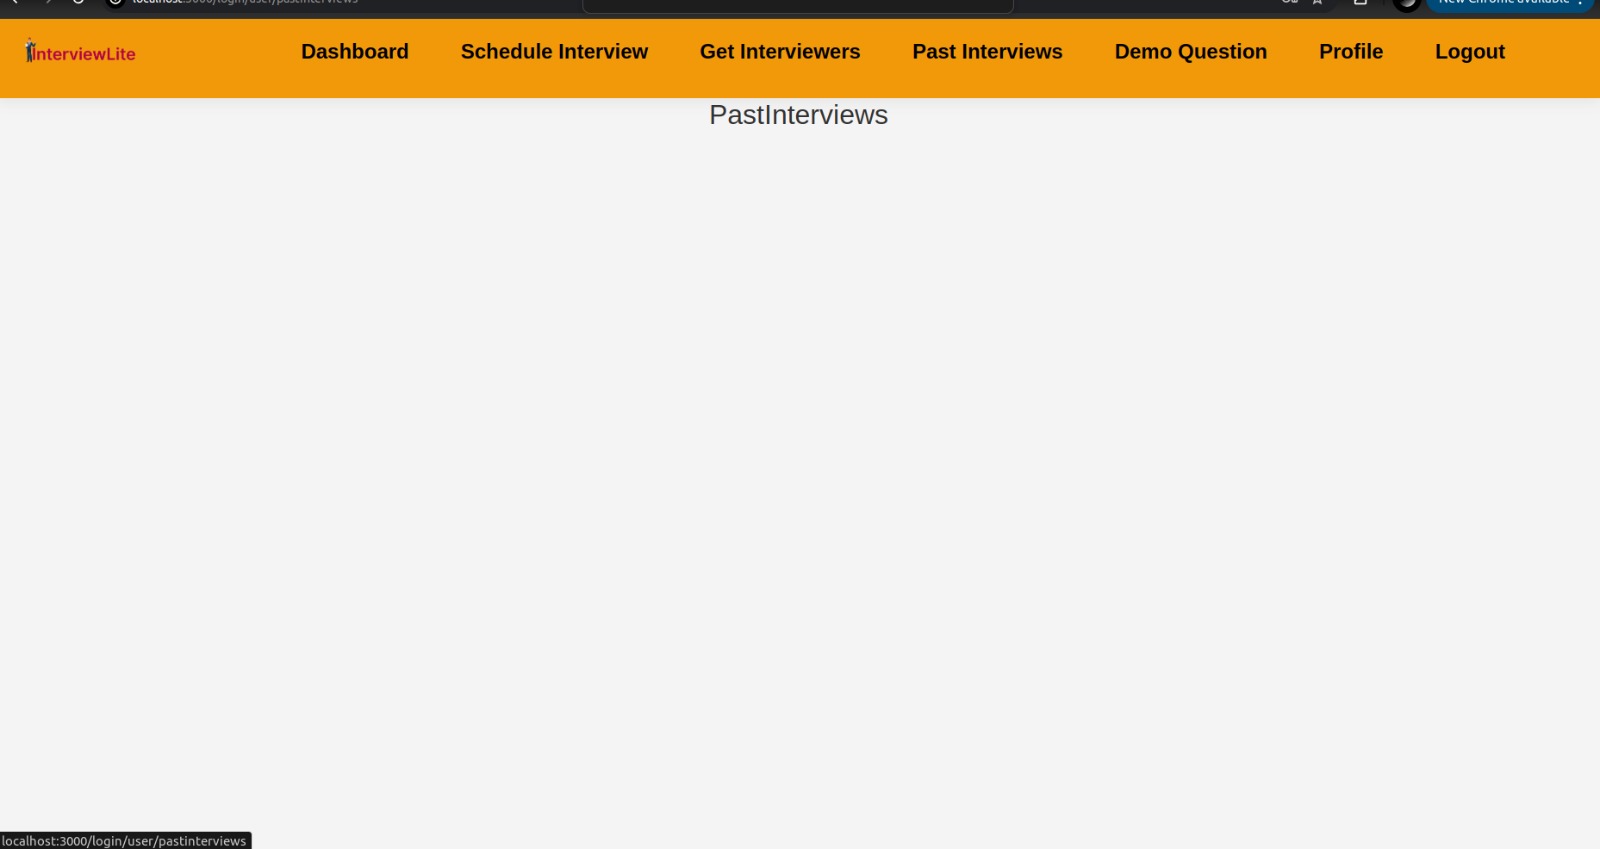 localhost:3000/login/user/pastinterviews
New Chrome available
InterviewLite
Dashboard
Schedule Interview
Get Interviewers
Past Interviews
Demo Question
Profile
Logout
PastInterviews
localhost:3000/login/user/pastinterviews